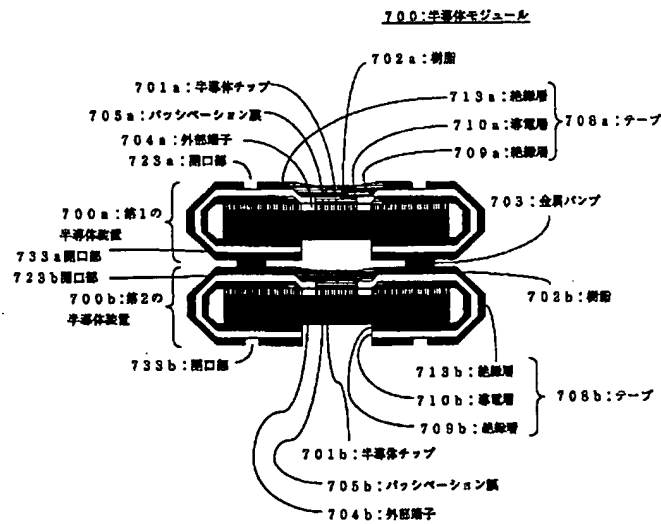 700:半導体モジュール
702a:樹脂
701a:半導体チップ
713a:絶縁層
705a:パッシベーション膜
710a:導電層
708a:テープ
704a:外部端子
709a:絶縁層
723a:開口部
703:金属バンプ
700a:第1の
半導体装置
733a開口部
723b開口部
702b:樹脂
700b:第2の
半導体装置
733b:開口部
713b:絶縁層
710b:導電層
708b:テープ
709b:絶縁層
701b:半導体チップ
705b:パッシベーション膜
704b:外部端子